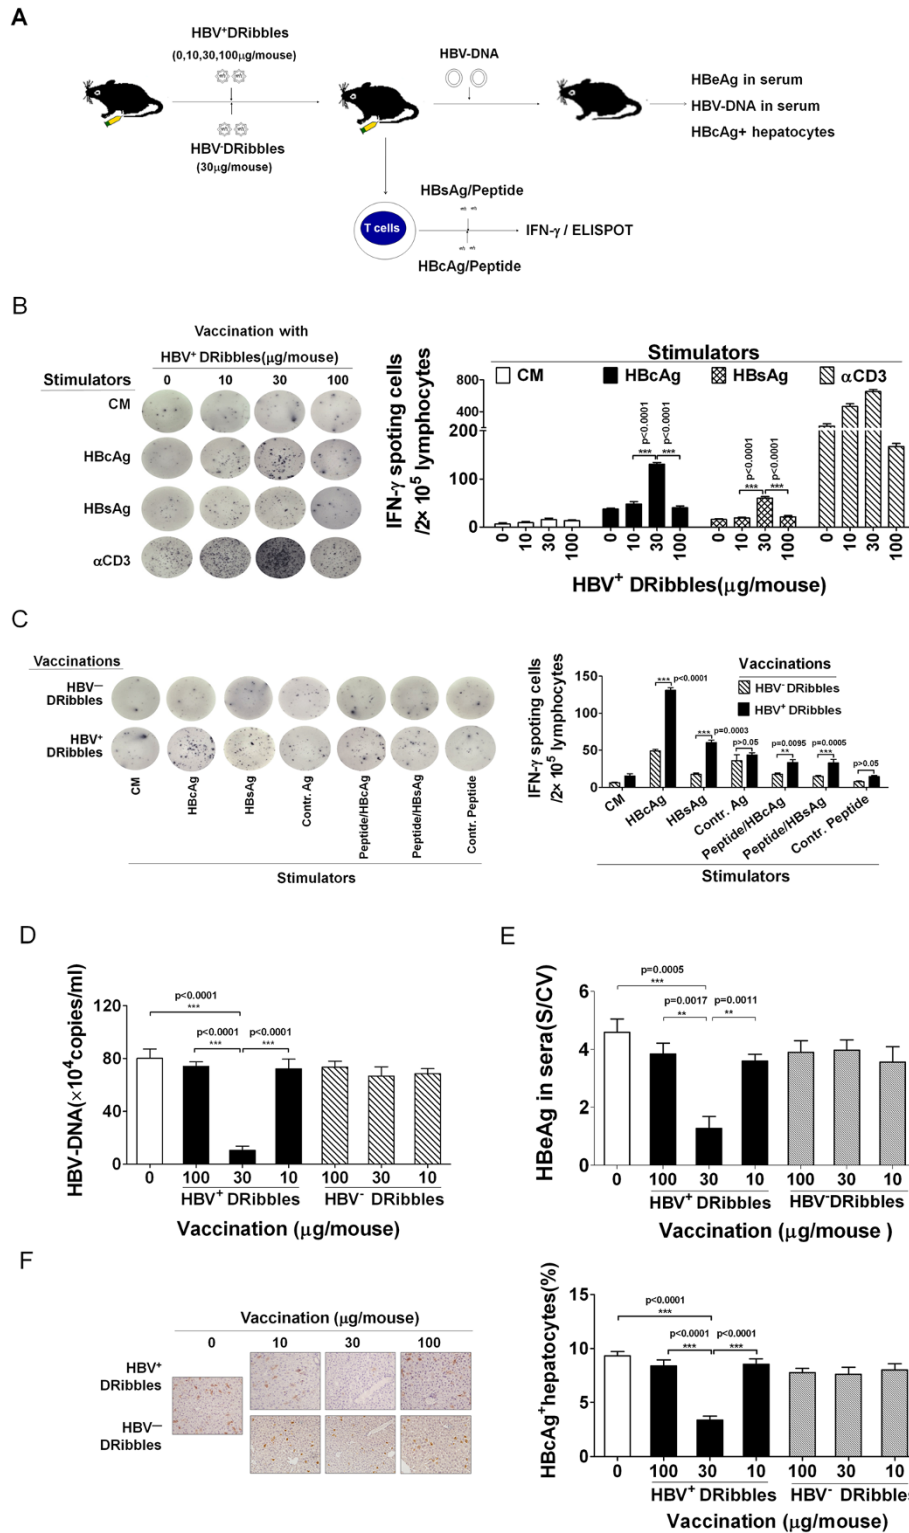 A
HBV⁺DRibbles
(0,10,30,100μg/mouse)
HBV⁻DRibbles
(30μg/mouse)
HBV-DNA
HBeAg in serum
HBV-DNA in serum
HBcAg+ hepatocytes
T cells
HBsAg/Peptide
HBcAg/Peptide
IFN-γ / ELISPOT
B
Vaccination with
HBV⁺ DRibbles(μg/mouse)
Stimulators 0 10 30 100
CM
HBcAg
HBsAg
αCD3
IFN-γ spoting cells
/2× 10⁵ lymphocytes
Stimulators
CM HBcAg HBsAg αCD3
800
400
200
100
0
p<0.0001 p<0.0001
*** ***
p<0.0001 p<0.0001
*** ***
0 10 30 100 0 10 30 100 0 10 30 100 0 10 30 100
HBV⁺ DRibbles(μg/mouse)
C
Vaccinations
HBV—
DRibbles
HBV⁺
DRibbles
CM HBcAg HBsAg Contr. Ag Peptide/HBcAg Peptide/HBsAg Contr. Peptide
Stimulators
IFN-γ spoting cells
/2× 10⁵ lymphocytes
Vaccinations
HBV⁻ DRibbles
HBV⁺ DRibbles
150
100
50
0
*** p<0.0001
*** p=0.0003
p>0.05
p=0.0095
**
p=0.0005
***
p>0.05
CM HBcAg HBsAg Contr. Ag Peptide/HBcAg Peptide/HBsAg Contr. Peptide
Stimulators
D
HBV-DNA(×10⁴copies/ml)
120
80
40
0
p<0.0001
***
p<0.0001 p<0.0001
*** ***
0 100 30 10 100 30 10
HBV⁺ DRibbles HBV⁻ DRibbles
Vaccination (μg/mouse)
E
HBeAg in sera(S/CV)
6
4
2
0
p=0.0005
***
p=0.0017 p=0.0011
** **
0 100 30 10 100 30 10
HBV⁺ DRibbles HBV⁻DRibbles
Vaccination (μg/mouse )
F
Vaccination (μg/mouse)
0 10 30 100
HBV⁺
DRibbles
HBV—
DRibbles
HBcAg⁺hepatocytes(%)
15
10
5
0
p<0.0001
***
p<0.0001 p<0.0001
*** ***
0 100 30 10 100 30 10
HBV⁺ DRibbles HBV⁻ DRibbles
Vaccination (μg/mouse)